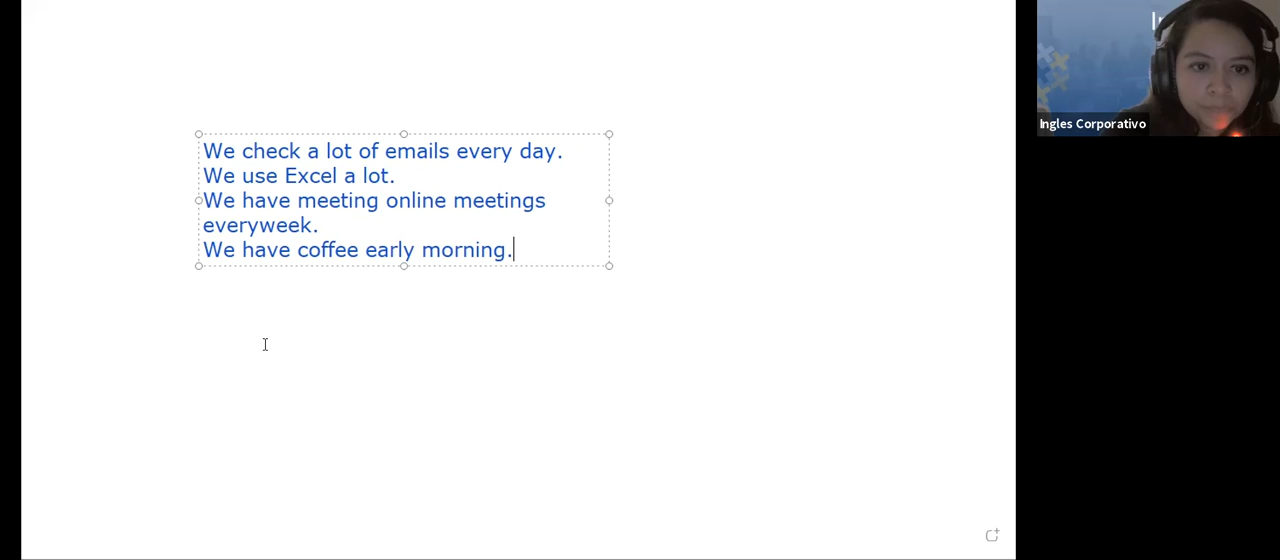 We check a lot of emails every day.
We use Excel a lot.
We have meeting online meetings
everyweek.
We have coffee early morning.
Ingles Corporativo